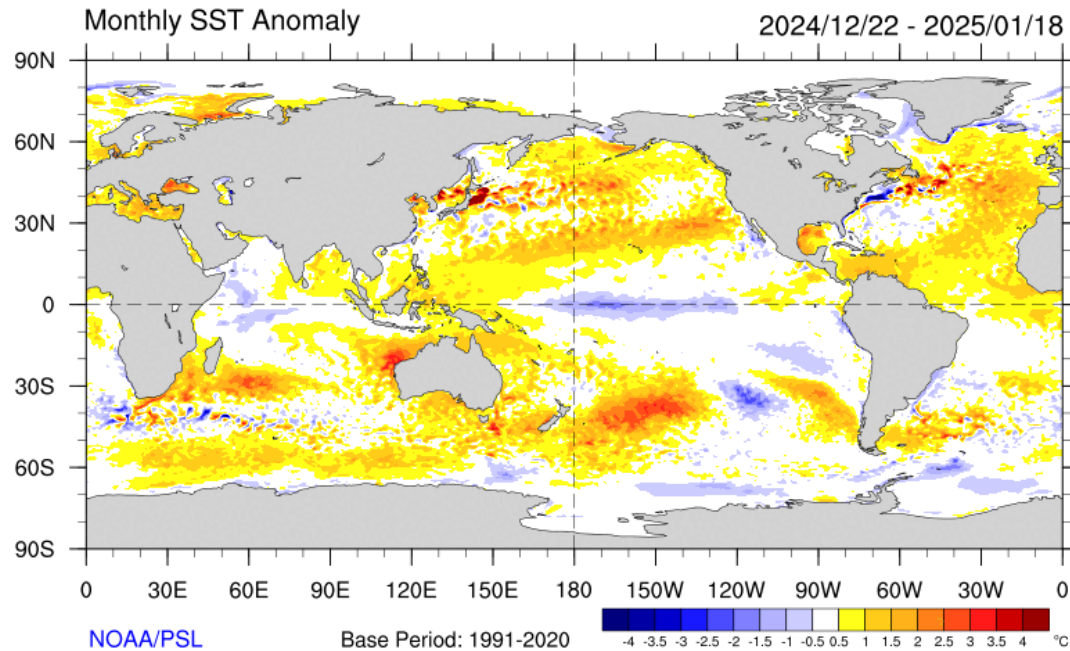 Monthly SST Anomaly 2024/12/22 - 2025/01/18
90N
60N
30N
0
30S
60S
90S
0 30E 60E 90E 120E 150E 180 150W 120W 90W 60W 30W 0
NOAA/PSL Base Period: 1991-2020
-4 -3.5 -3 -2.5 -2 -1.5 -1 -0.5 0.5 1 1.5 2 2.5 3 3.5 4 °C